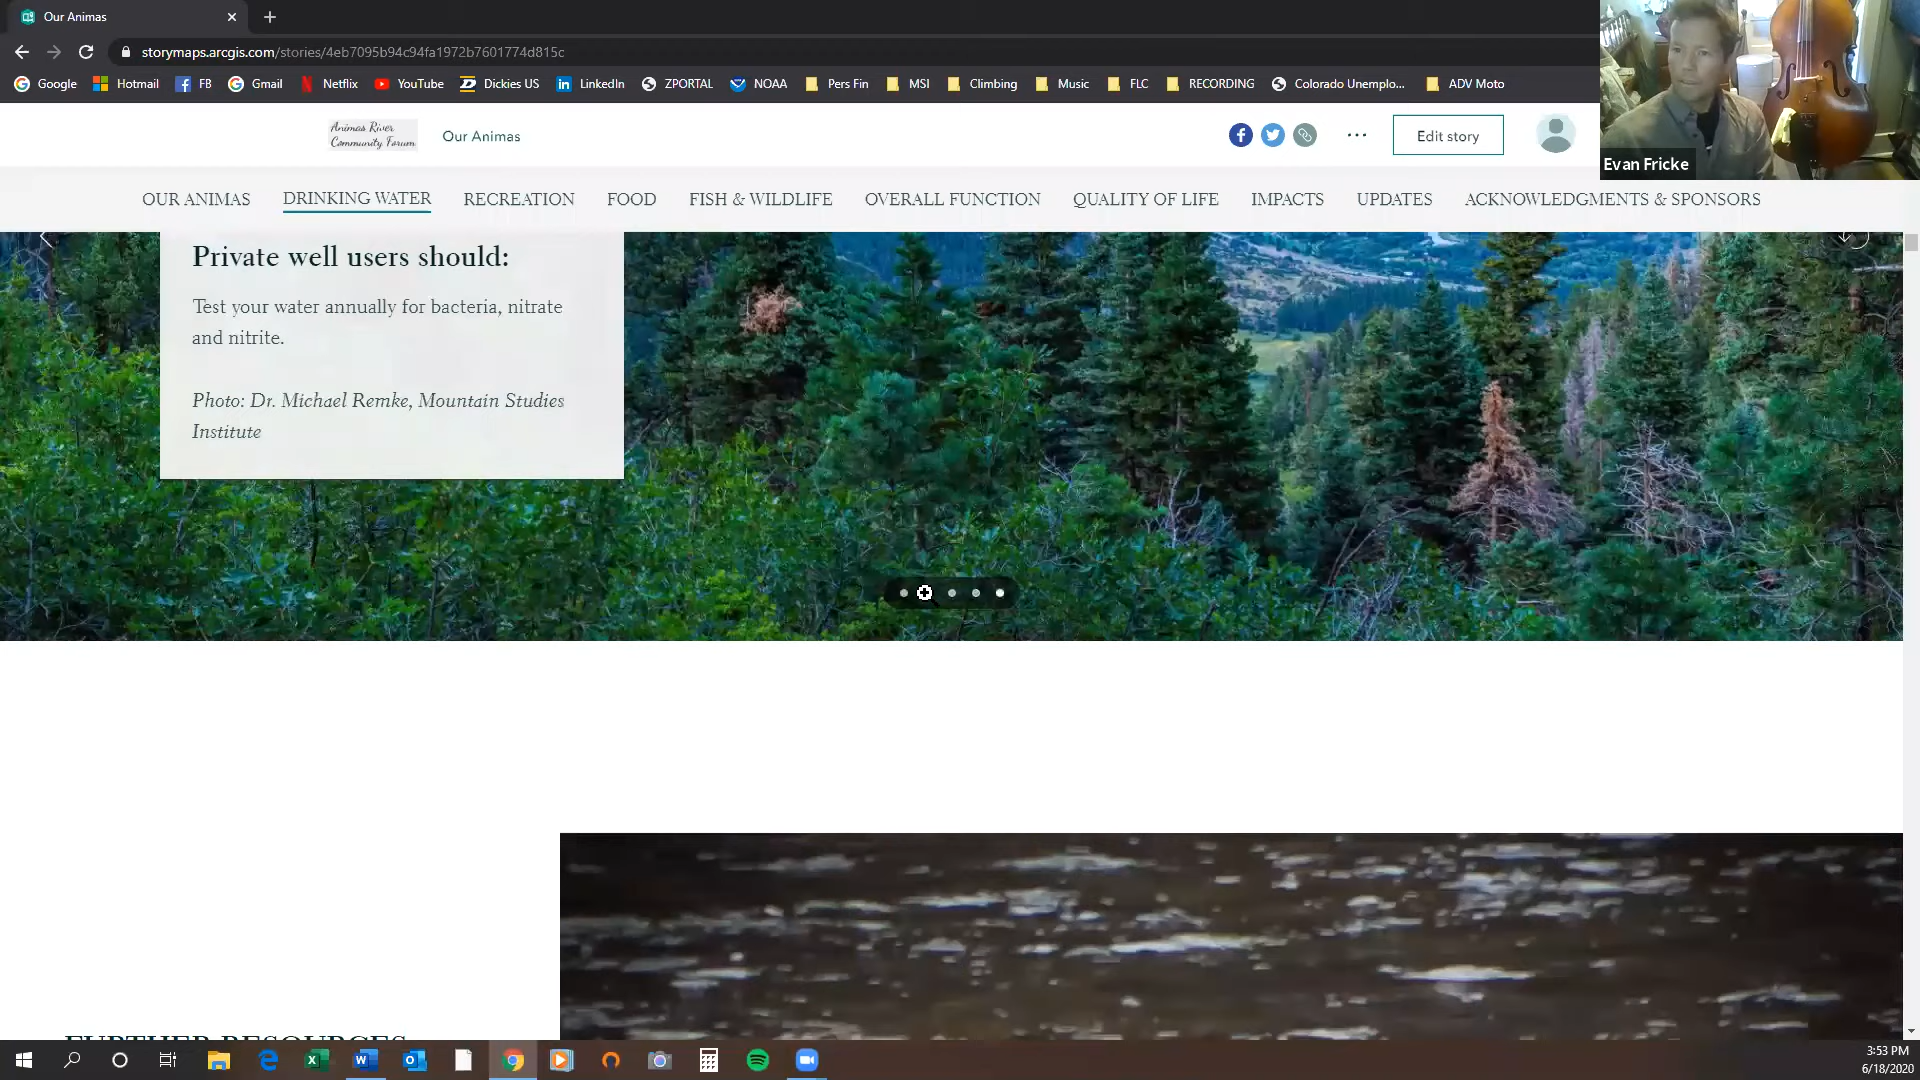 Our Animas
storymaps.arcgis.com/stories/4eb7095b94c94fa1972b7601774d815c
Google Hotmail FB Gmail Netflix YouTube Dickies US LinkedIn ZPORTAL NOAA Pers Fin MSI Climbing Music FLC RECORDING Colorado Unemplo... ADV Moto
Animas River
Community Forum
Our Animas
Edit story
Evan Fricke
OUR ANIMAS DRINKING WATER RECREATION FOOD FISH & WILDLIFE OVERALL FUNCTION QUALITY OF LIFE IMPACTS UPDATES ACKNOWLEDGMENTS & SPONSORS
Private well users should:
Test your water annually for bacteria, nitrate
and nitrite.
Photo: Dr. Michael Remke, Mountain Studies
Institute
FURTHER RESOURCES
3:53 PM
6/18/2020